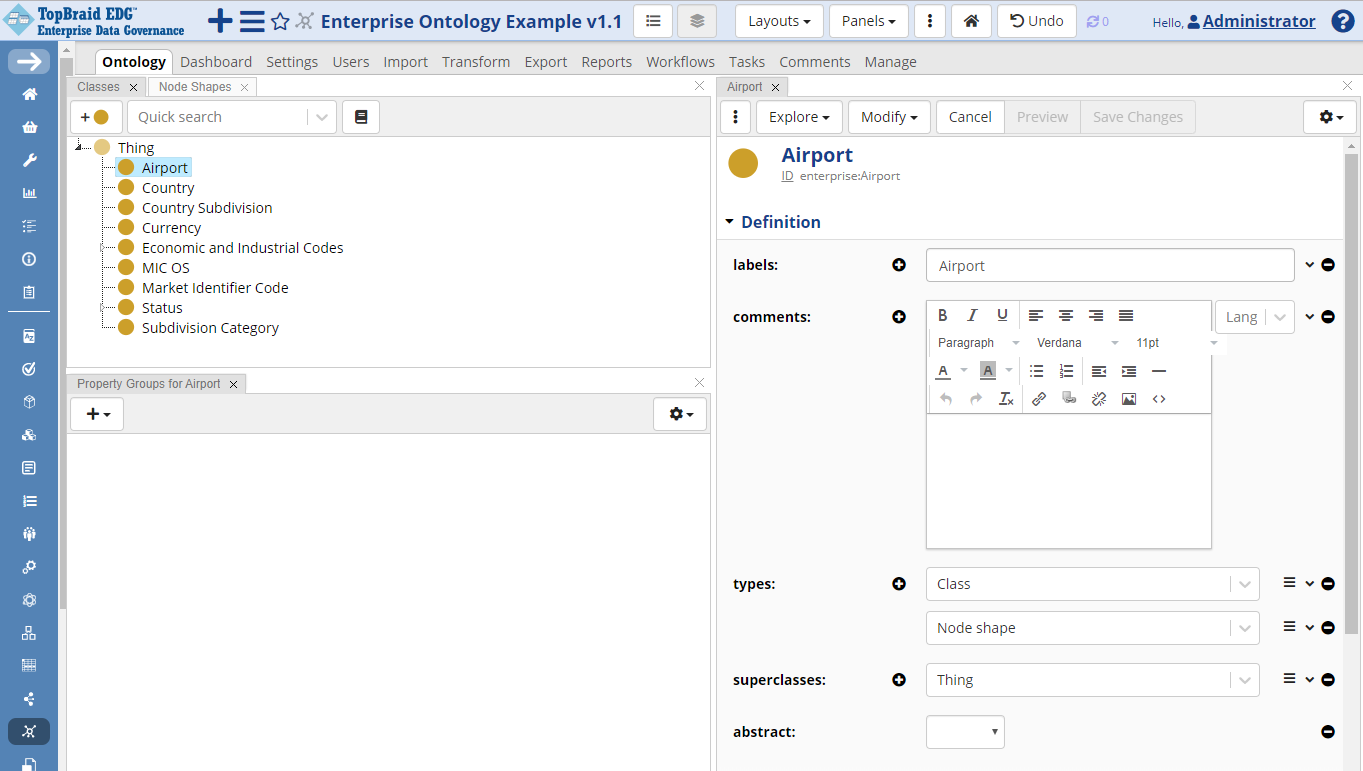 TopBraid EDG™
Enterprise Data Governance
Enterprise Ontology Example v1.1
Layouts
Panels
Undo
0
Hello, Administrator
?
Ontology Dashboard Settings Users Import Transform Export Reports Workflows Tasks Comments Manage
Classes
Node Shapes
Quick search
Thing
Airport
Country
Country Subdivision
Currency
Economic and Industrial Codes
MIC OS
Market Identifier Code
Status
Subdivision Category
Property Groups for Airport
Airport
Explore
Modify
Cancel
Preview
Save Changes
Airport
ID enterprise:Airport
Definition
labels:
Airport
comments:
B I U
Lang
Paragraph Verdana 11pt
A A
types:
Class
Node shape
superclasses:
Thing
abstract: